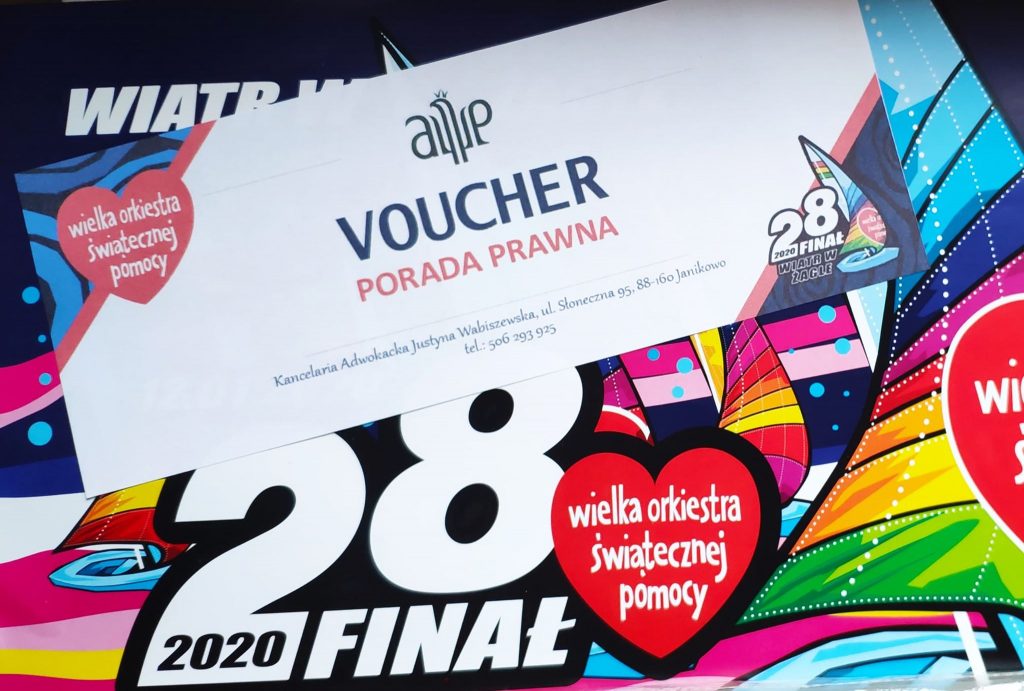 WIATR W
VOUCHER
PORADA PRAWNA
Kancelaria Adwokacka Justyna Wabiszewska, ul. Słoneczna 95, 88-160 Janikowo
tel.: 506 293 925
wielka orkiestra
świątecznej
pomocy
28
2020 FINAŁ
WIATR W
ŻAGLE
28
2020 FINAŁ
wielka orkiestra
świątecznej
pomocy